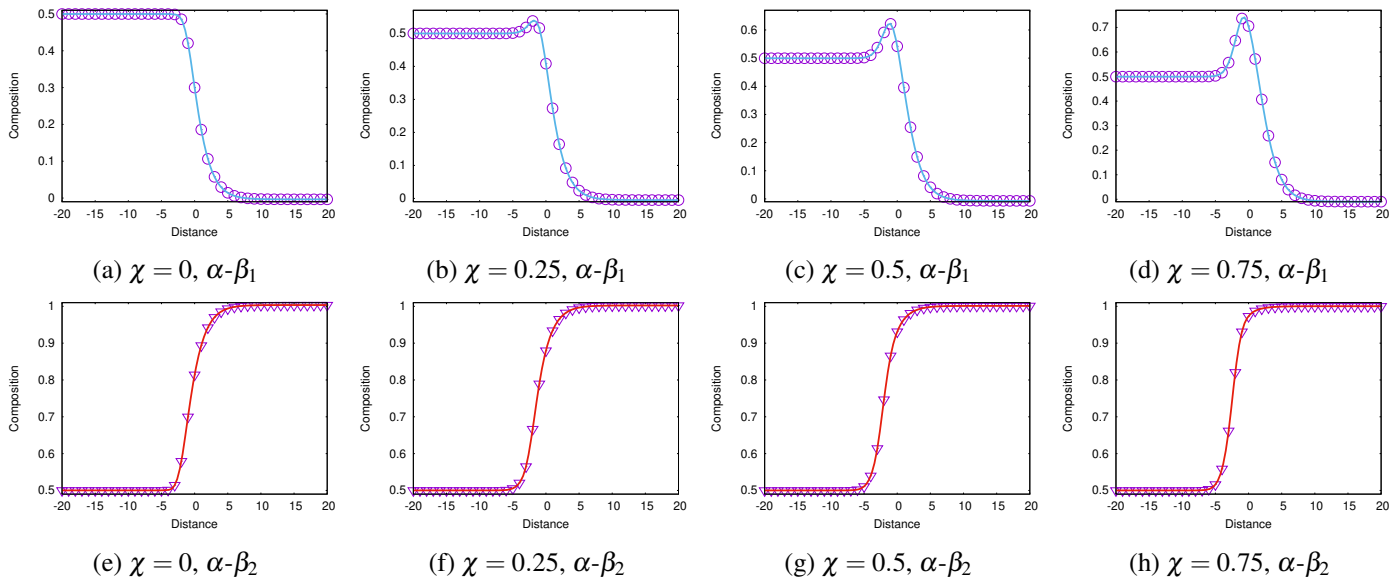 0.5
0.4
0.3
0.2
0.1
0
Composition
-20 -15 -10 -5 0 5 10 15 20
Distance
(a) χ = 0, α-β₁
0.5
0.4
0.3
0.2
0.1
0
Composition
-20 -15 -10 -5 0 5 10 15 20
Distance
(b) χ = 0.25, α-β₁
0.6
0.5
0.4
0.3
0.2
0.1
0
Composition
-20 -15 -10 -5 0 5 10 15 20
Distance
(c) χ = 0.5, α-β₁
0.7
0.6
0.5
0.4
0.3
0.2
0.1
0
Composition
-20 -15 -10 -5 0 5 10 15 20
Distance
(d) χ = 0.75, α-β₁
1
0.9
0.8
0.7
0.6
0.5
Composition
-20 -15 -10 -5 0 5 10 15 20
Distance
(e) χ = 0, α-β₂
1
0.9
0.8
0.7
0.6
0.5
Composition
-20 -15 -10 -5 0 5 10 15 20
Distance
(f) χ = 0.25, α-β₂
1
0.9
0.8
0.7
0.6
0.5
Composition
-20 -15 -10 -5 0 5 10 15 20
Distance
(g) χ = 0.5, α-β₂
1
0.9
0.8
0.7
0.6
0.5
Composition
-20 -15 -10 -5 0 5 10 15 20
Distance
(h) χ = 0.75, α-β₂